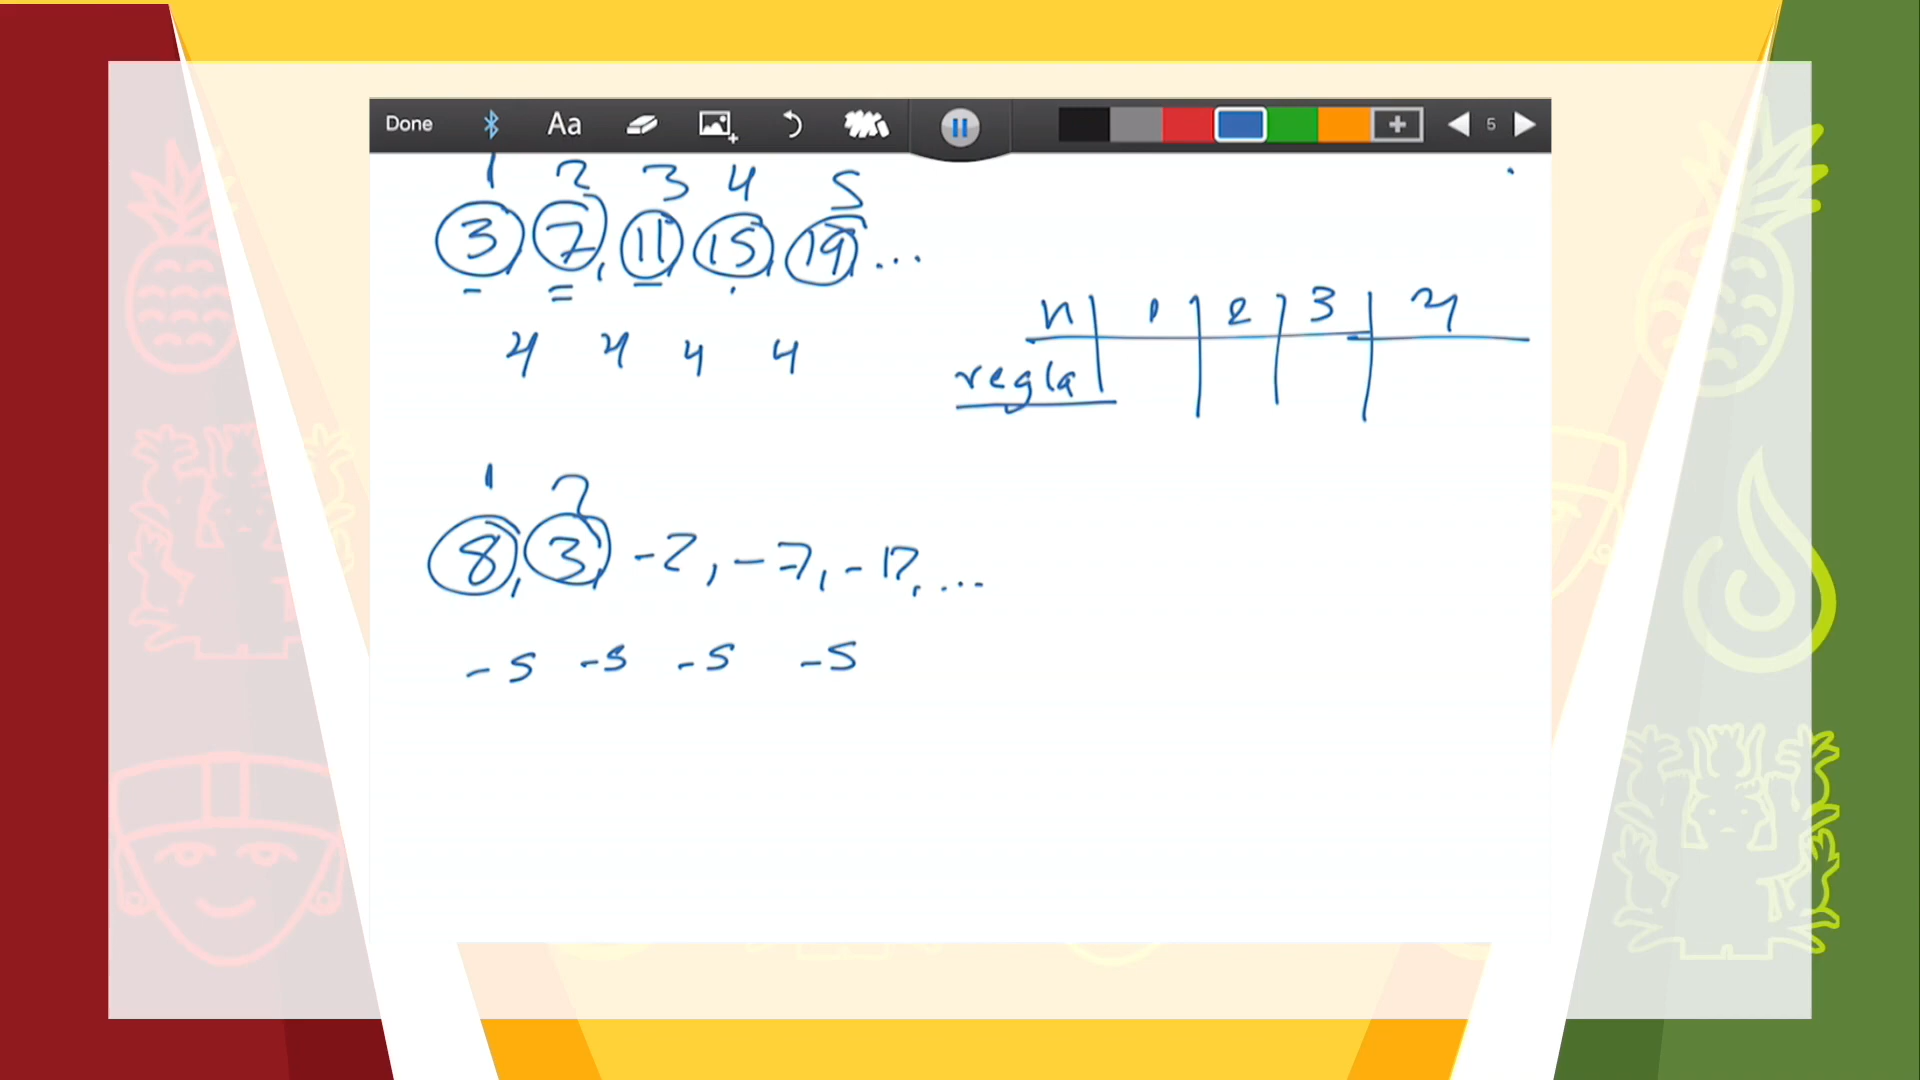 Done Aa 5
1 2 3 4 5
3, 7, 11, 15, 19, ...
4 4 4 4
n 1 2 3 4
regla
1 2
8, 3, -2, -7, -12, ...
-5 -5 -5 -5